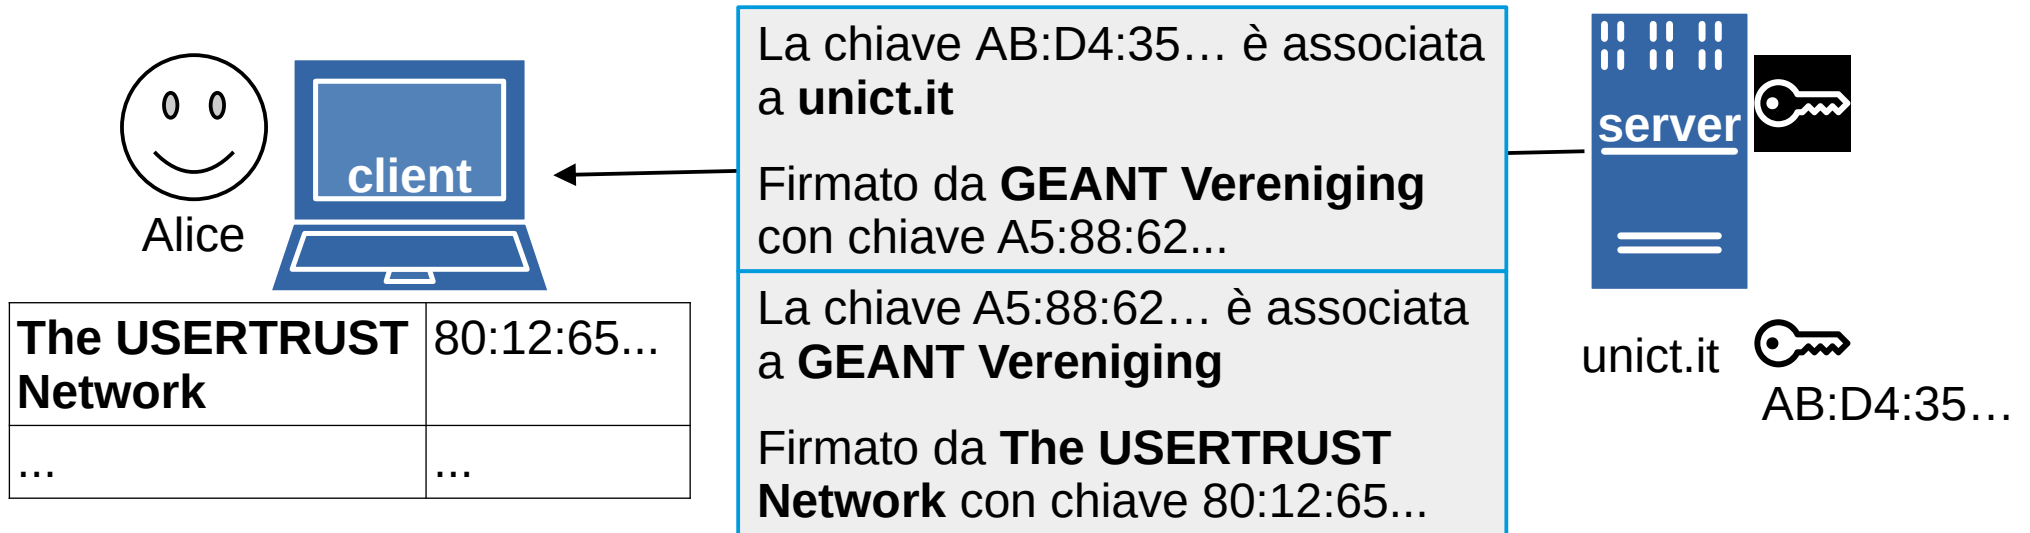 La chiave AB:D4:35… è associata
a unict.it
Firmato da GEANT Vereniging
con chiave A5:88:62...
La chiave A5:88:62… è associata
a GEANT Vereniging
Firmato da The USERTRUST
Network con chiave 80:12:65...
client
Alice
The USERTRUST
Network
80:12:65...
...
...
server
unict.it
AB:D4:35…